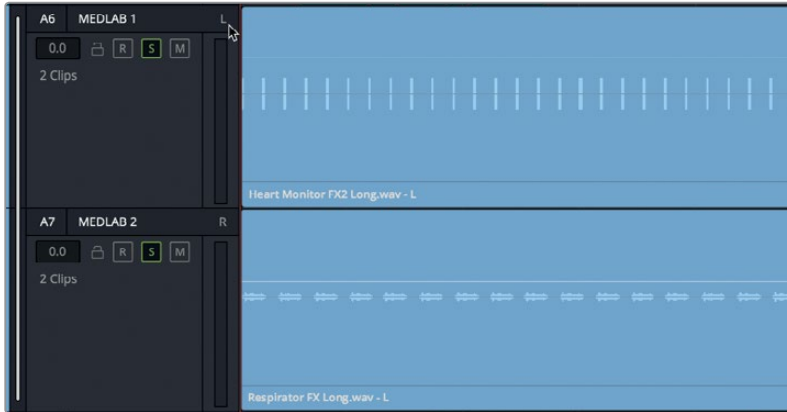 A6 MEDLAB 1 L
0.0 R S M
2 Clips
Heart Monitor FX2 Long.wav - L
A7 MEDLAB 2 R
0.0 R S M
2 Clips
Respirator FX Long.wav - L